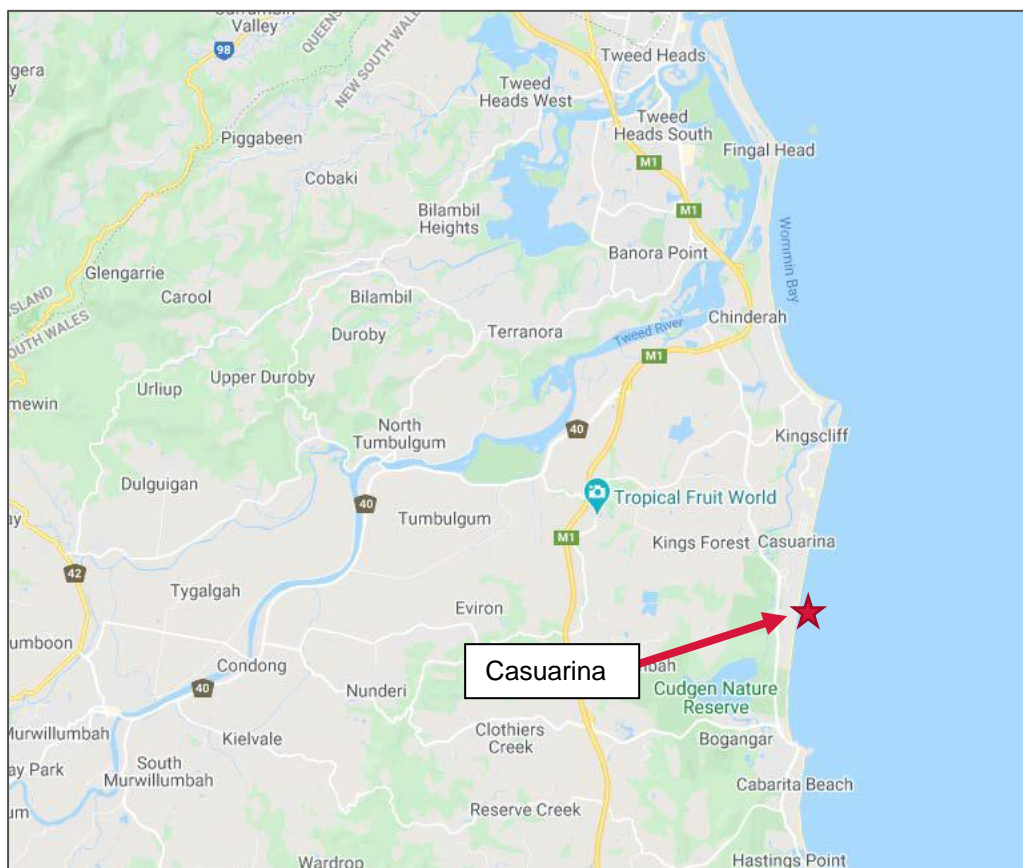 Currumbin
Valley
98
QUEENS
NEW SOUTH WALES
Tweed Heads
Tweed
Heads West
Tweed
Heads South
Piggabeen
Fingal Head
Cobaki
M1
Bilambil
Heights
M1
Wommin Bay
Banora Point
Glengarrie
Carool
Bilambil
ISLAND
OUTH WALES
Duroby
Terranora
Tweed River
Chinderah
M1
Upper Duroby
Urliup
mewin
North
Tumbulgum
40
Kingscliff
Dulguigan
40
Tropical Fruit World
Tumbulgum
M1
Kings Forest
Casuarina
42
Tygalgah
Eviron
umboon
Casuarina
bah
Condong
40
Nunderi
Cudgen Nature
Reserve
Murwillumbah
Kielvale
Clothiers
Creek
Bogangar
ay Park
South
Murwillumbah
Cabarita Beach
um
Reserve Creek
Wardrop
Hastings Point